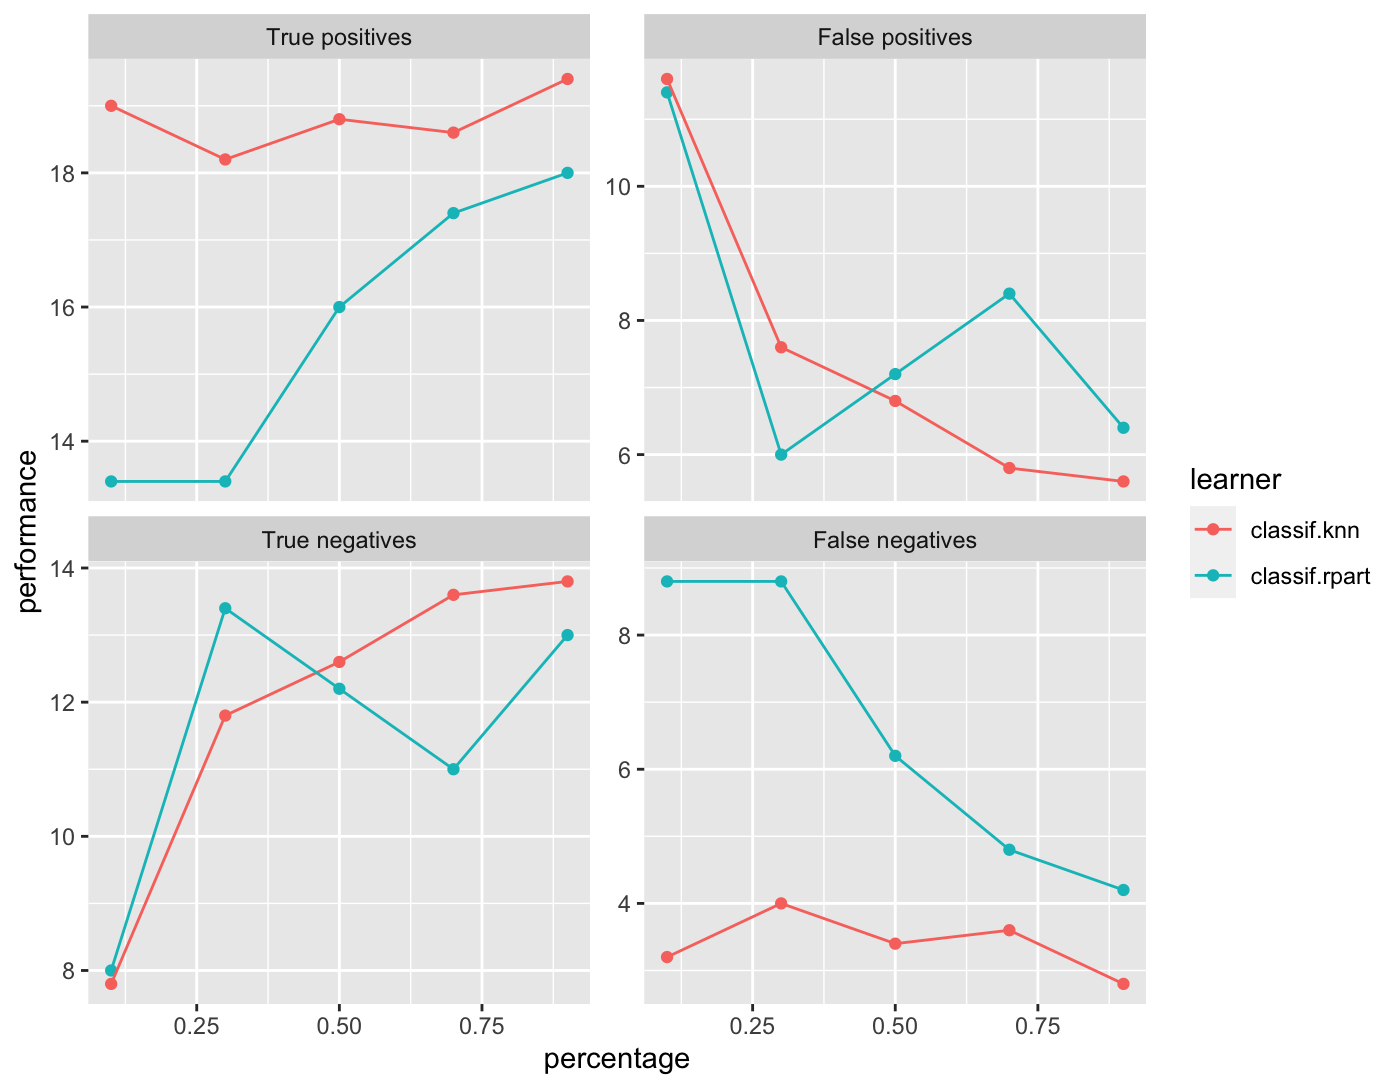 True positives
False positives
18
16
14
10
8
6
True negatives
False negatives
14
12
10
8
8
6
4
0.25 0.50 0.75
0.25 0.50 0.75
percentage
performance
learner
classif.knn
classif.rpart